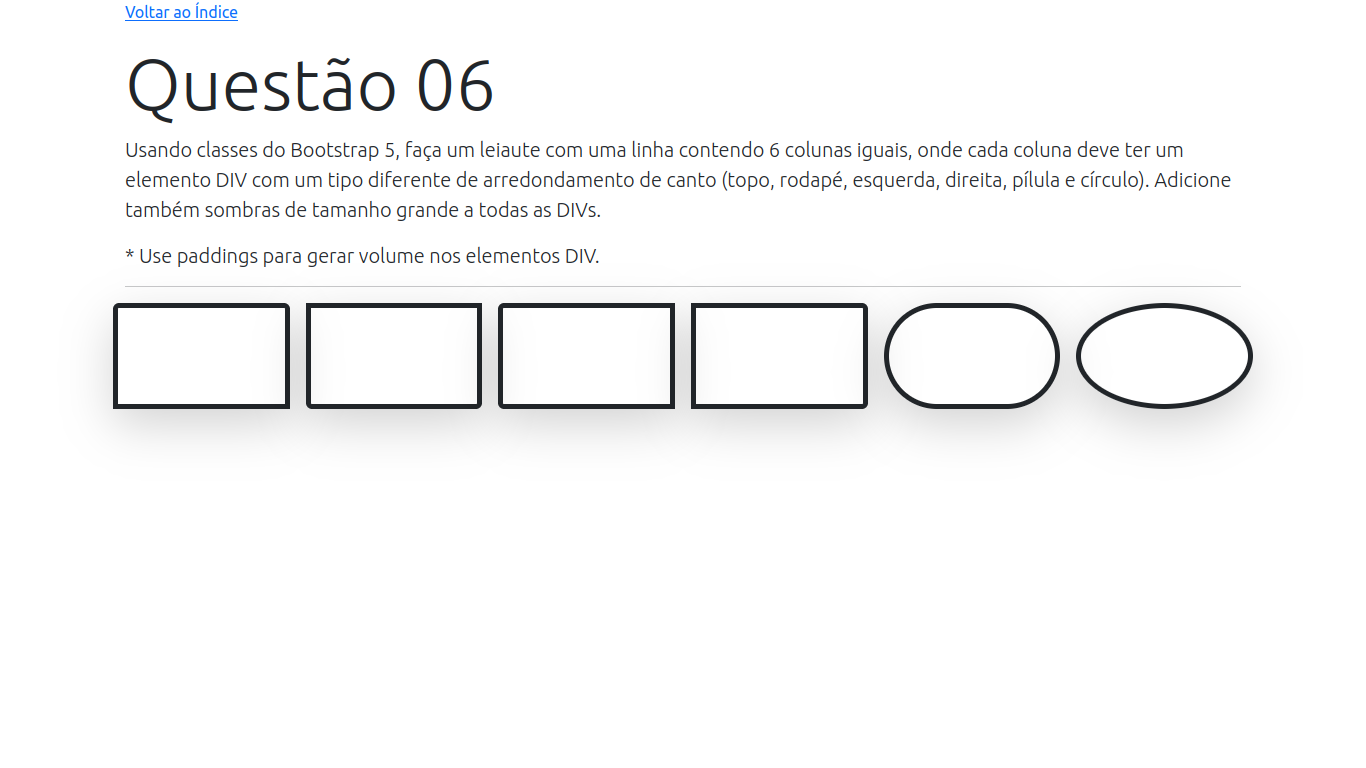 Voltar ao Índice
Questão 06
Usando classes do Bootstrap 5, faça um leiaute com uma linha contendo 6 colunas iguais, onde cada coluna deve ter um
elemento DIV com um tipo diferente de arredondamento de canto (topo, rodapé, esquerda, direita, pílula e círculo). Adicione
também sombras de tamanho grande a todas as DIVs.
* Use paddings para gerar volume nos elementos DIV.